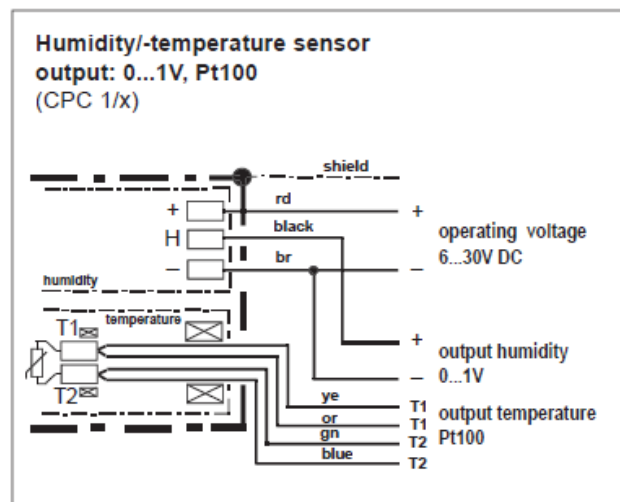 Humidity/-temperature sensor
output: 0...1V, Pt100
(CPC 1/x)
shield
rd
+
+
black
H
operating voltage
6...30V DC
br
–
–
humidity
temperature
T1
+
output humidity
0...1V
–
T2
ye
T1
output temperature
Pt100
or
T1
gn
T2
blue
T2